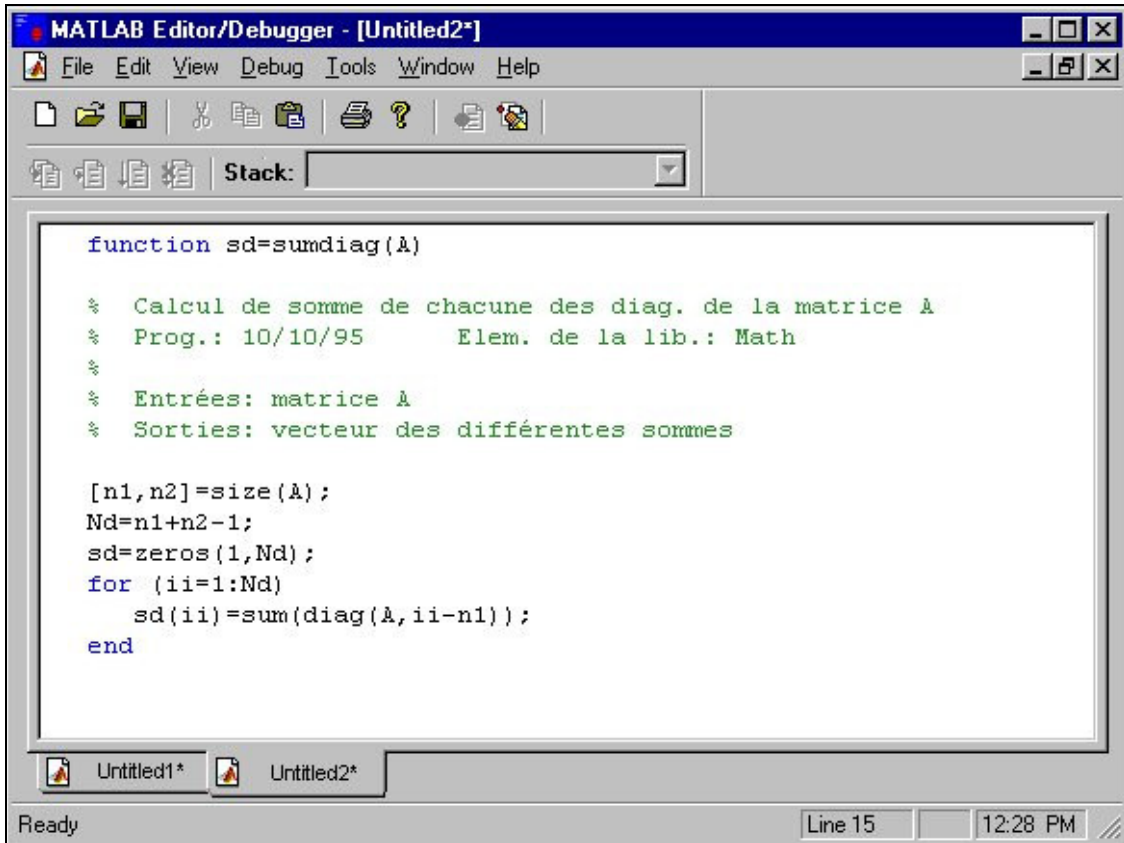 MATLAB Editor/Debugger - [Untitled2*]
File Edit View Debug Tools Window Help
Stack:
function sd=sumdiag(A)
% Calcul de somme de chacune des diag. de la matrice A
% Prog.: 10/10/95 Elem. de la lib.: Math
%
% Entrées: matrice A
% Sorties: vecteur des différentes sommes
[n1,n2]=size(A);
Nd=n1+n2-1;
sd=zeros(1,Nd);
for (ii=1:Nd)
sd(ii)=sum(diag(A,ii-n1));
end
Untitled1* Untitled2*
Ready Line 15 12:28 PM